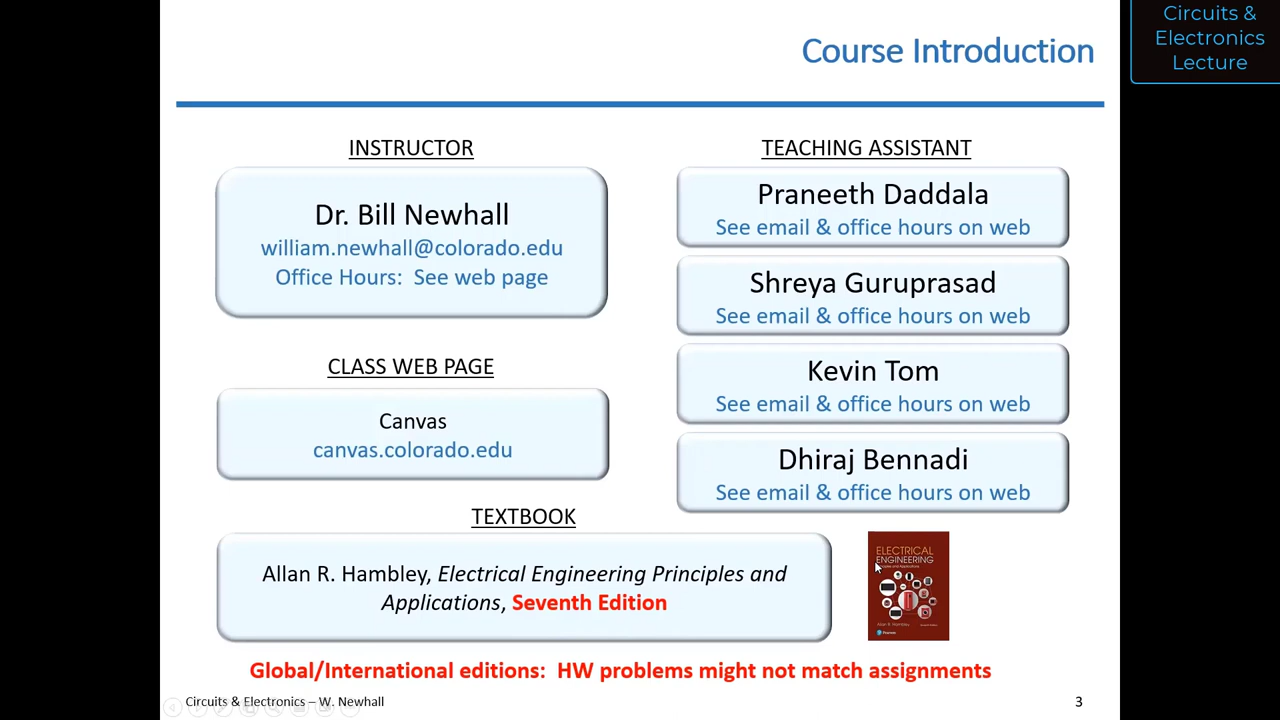 Circuits &
Electronics
Lecture
Course Introduction
INSTRUCTOR
Dr. Bill Newhall
william.newhall@colorado.edu
Office Hours:  See web page
CLASS WEB PAGE
Canvas
canvas.colorado.edu
TEACHING ASSISTANT
Praneeth Daddala
See email & office hours on web
Shreya Guruprasad
See email & office hours on web
Kevin Tom
See email & office hours on web
Dhiraj Bennadi
See email & office hours on web
TEXTBOOK
Allan R. Hambley, Electrical Engineering Principles and
Applications, Seventh Edition
ELECTRICAL
ENGINEERING
Global/International editions:  HW problems might not match assignments
Circuits & Electronics – W. Newhall
3